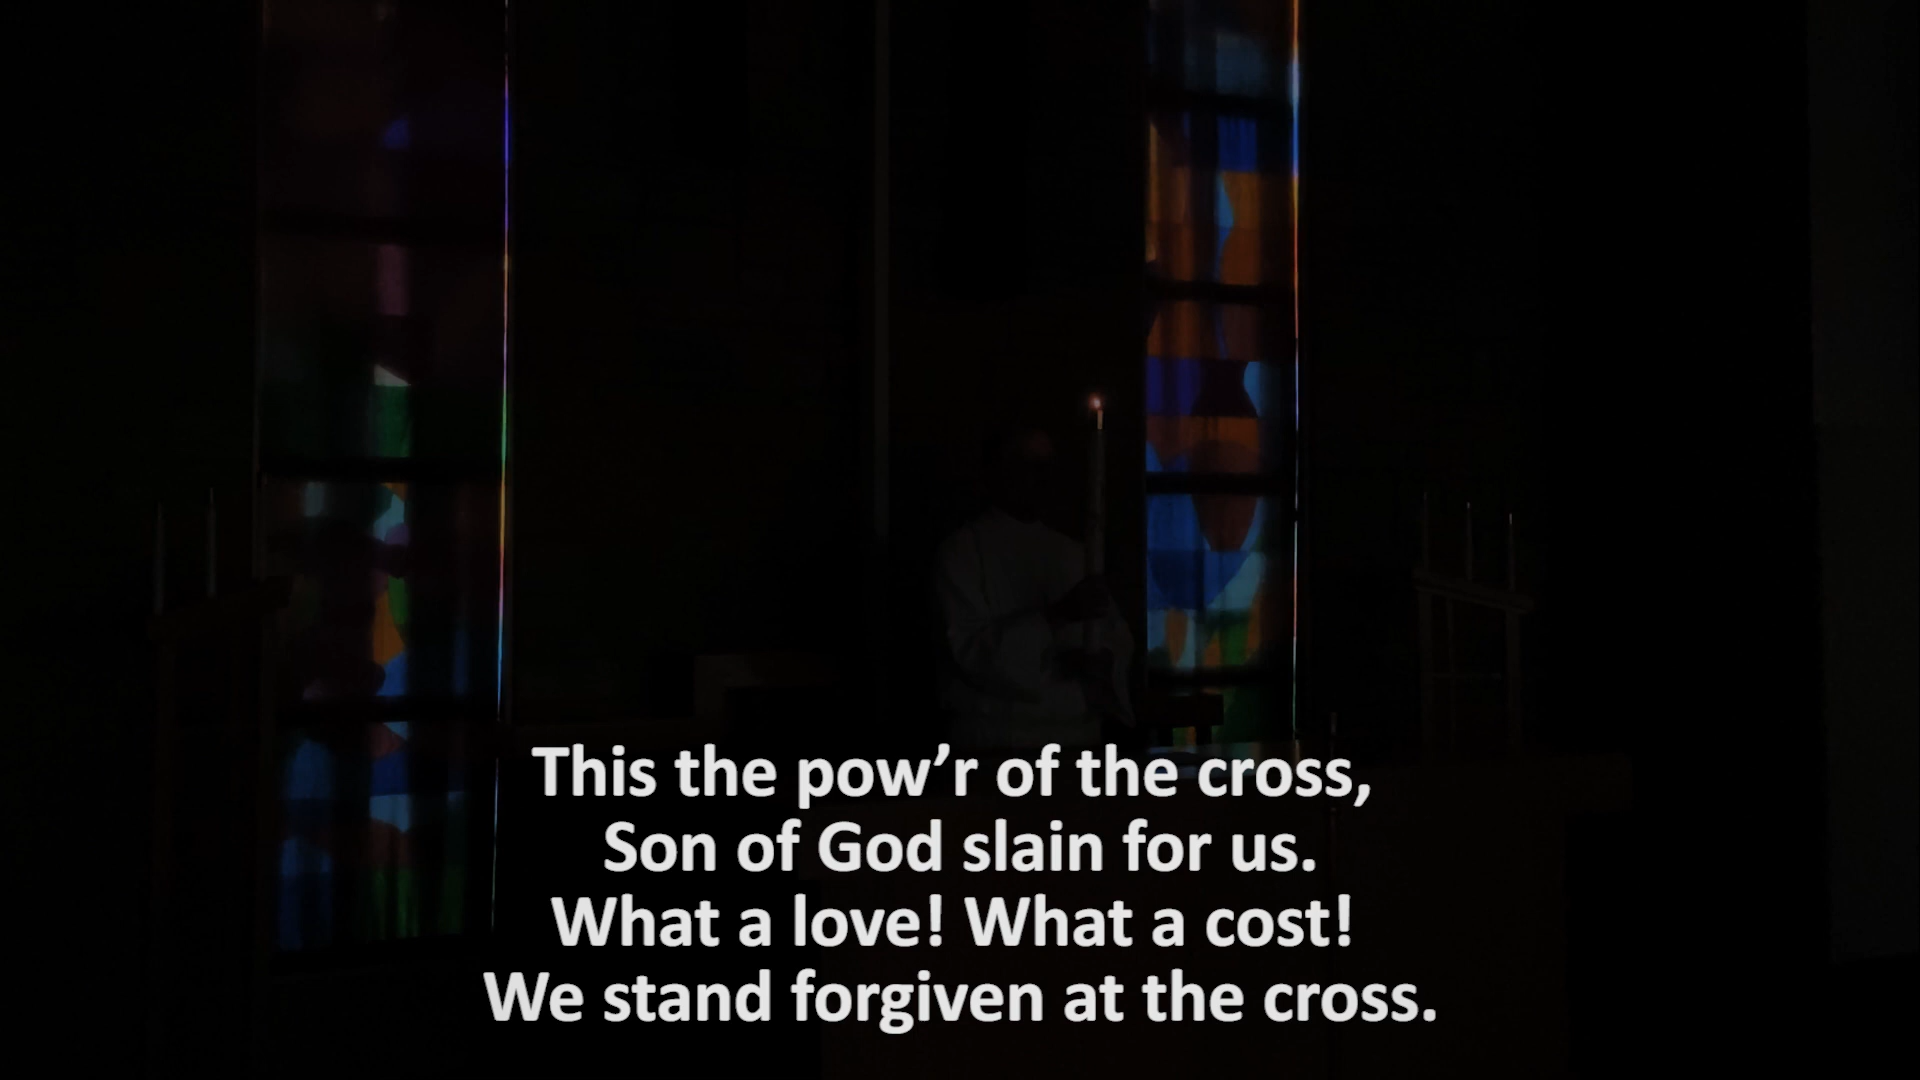 This the pow’r of the cross,
Son of God slain for us.
What a love! What a cost!
We stand forgiven at the cross.